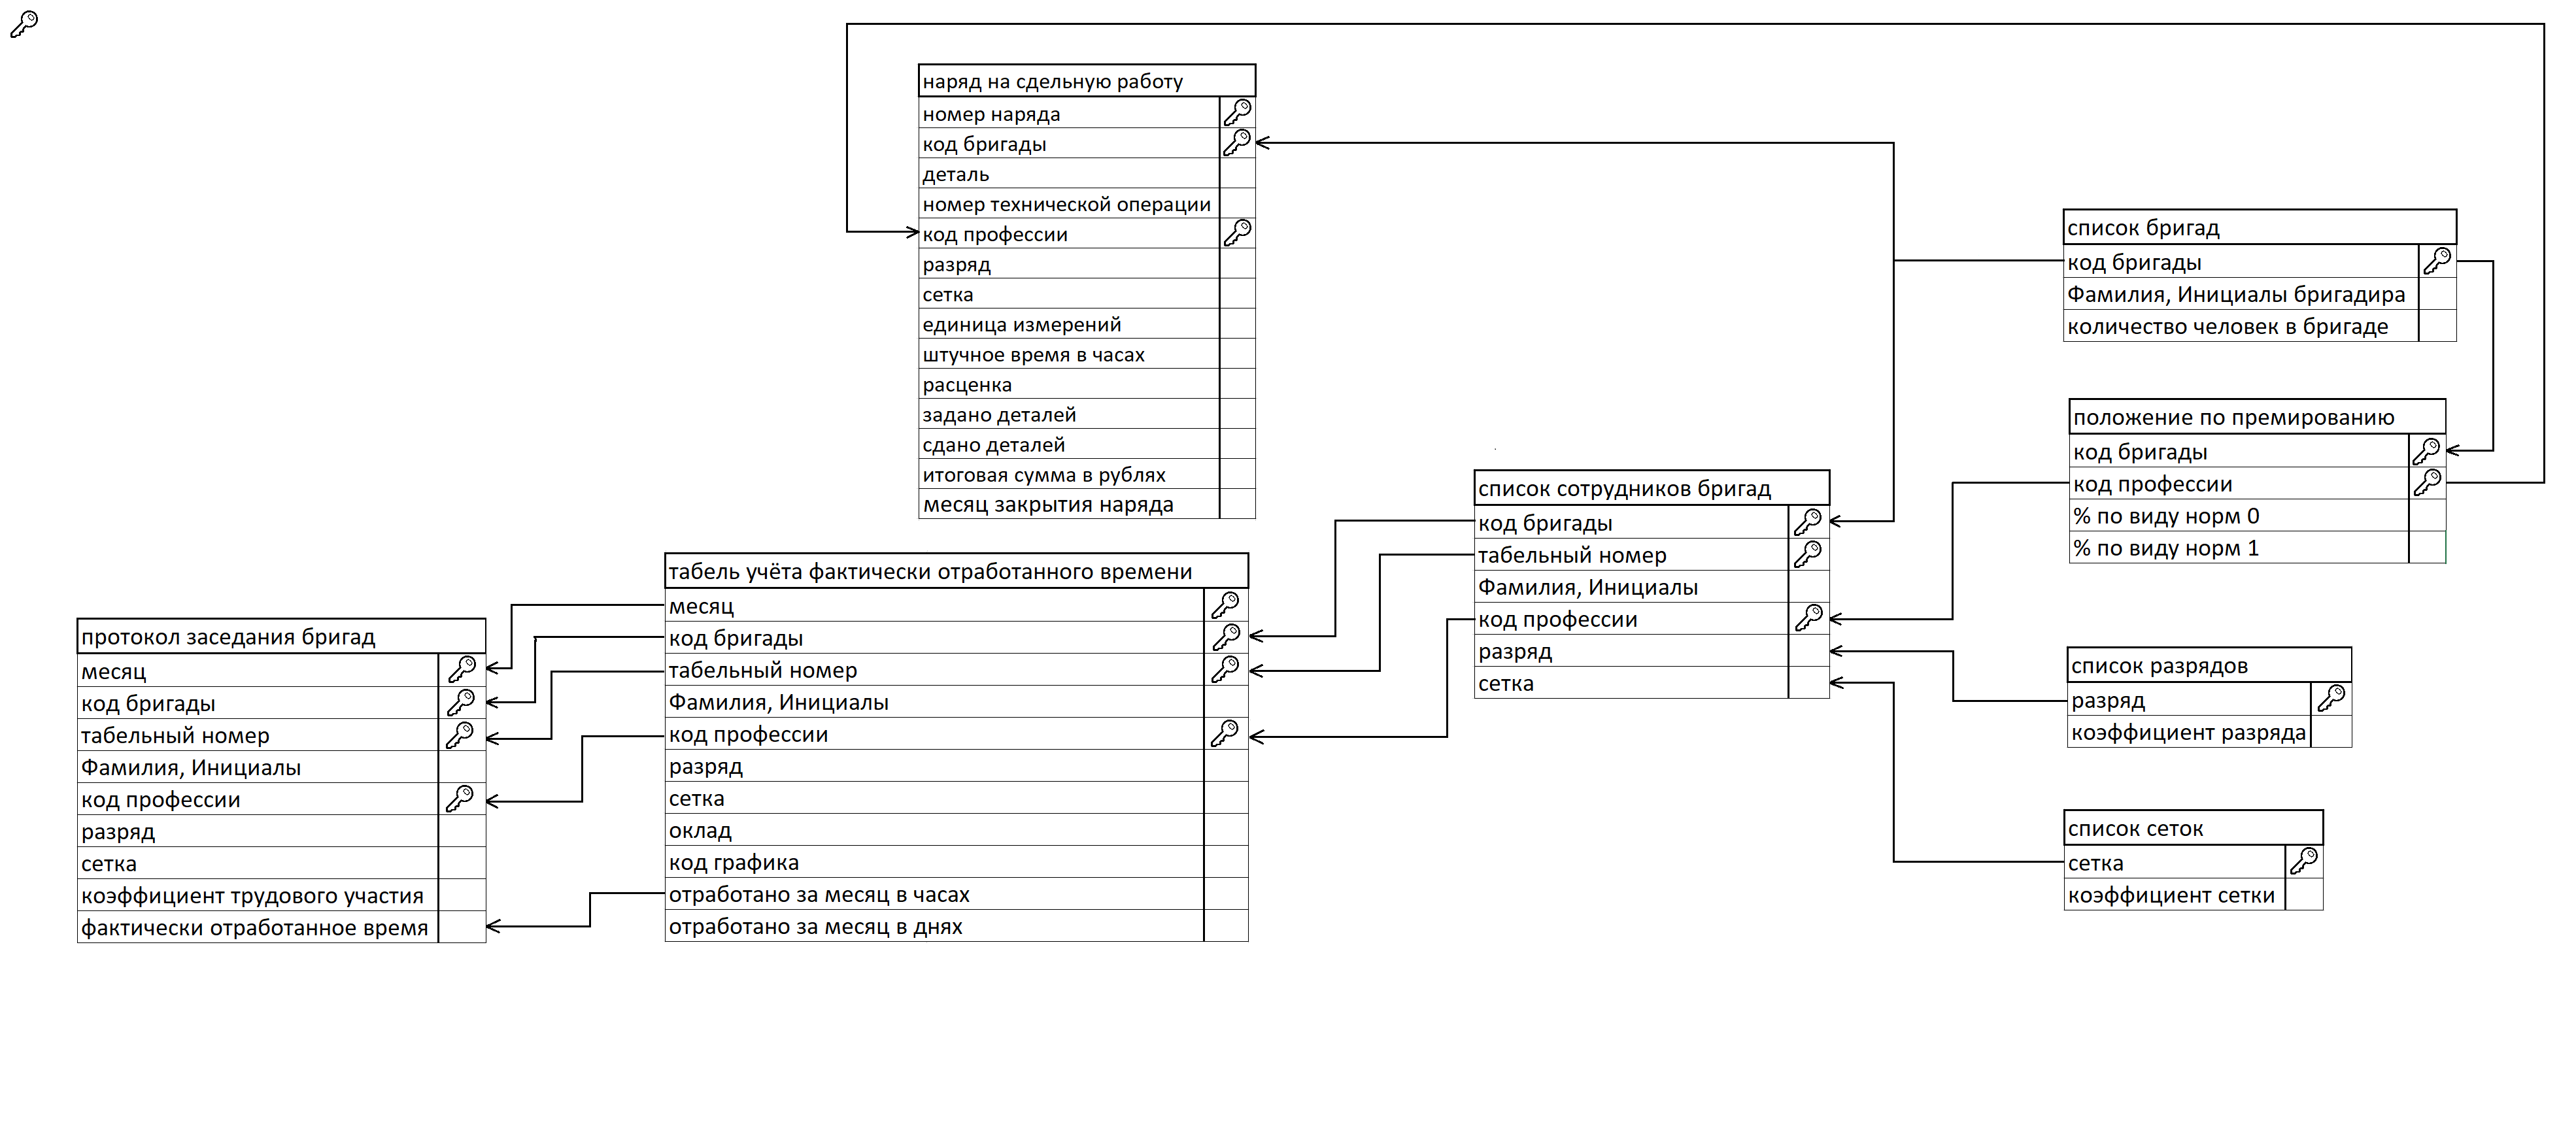 наряд на сдельную работу
номер наряда
код бригады
деталь
номер технической операции
код профессии
разряд
сетка
единица измерений
штучное время в часах
расценка
задано деталей
сдано деталей
итоговая сумма в рублях
месяц закрытия наряда
список бригад
код бригады
Фамилия, Инициалы бригадира
количество человек в бригаде
положение по премированию
код бригады
код профессии
% по виду норм 0
% по виду норм 1
список сотрудников бригад
код бригады
табельный номер
Фамилия, Инициалы
код профессии
разряд
сетка
табель учёта фактически отработанного времени
месяц
код бригады
табельный номер
Фамилия, Инициалы
код профессии
разряд
сетка
оклад
код графика
отработано за месяц в часах
отработано за месяц в днях
протокол заседания бригад
месяц
код бригады
табельный номер
Фамилия, Инициалы
код профессии
разряд
сетка
коэффициент трудового участия
фактически отработанное время
список разрядов
разряд
коэффициент разряда
список сеток
сетка
коэффициент сетки